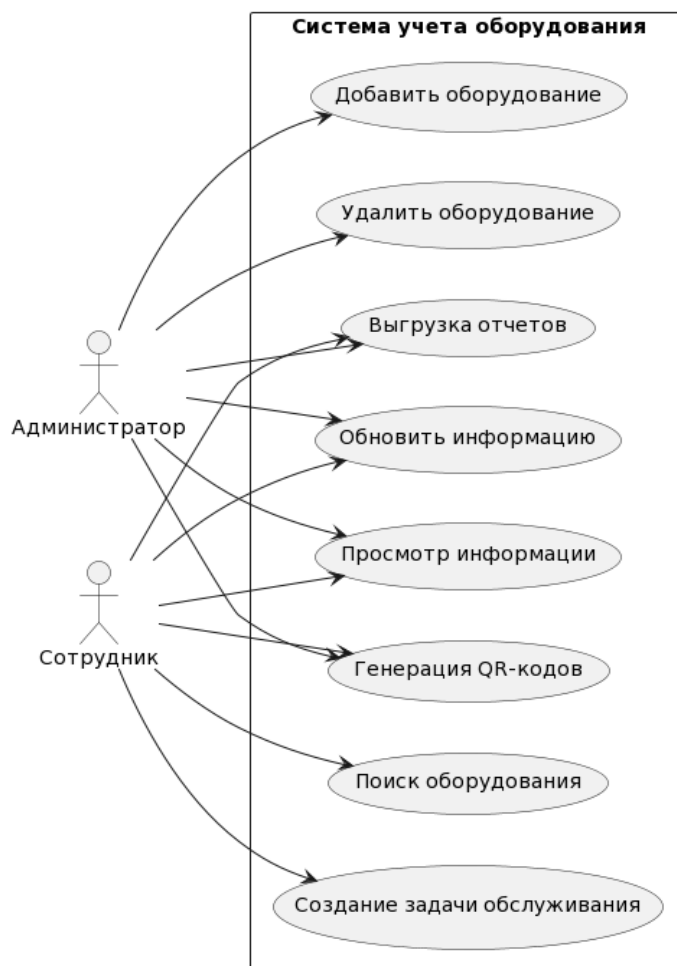 Система учета оборудования
Добавить оборудование
Удалить оборудование
Выгрузка отчетов
Администратор
Обновить информацию
Просмотр информации
Сотрудник
Генерация QR-кодов
Поиск оборудования
Создание задачи обслуживания